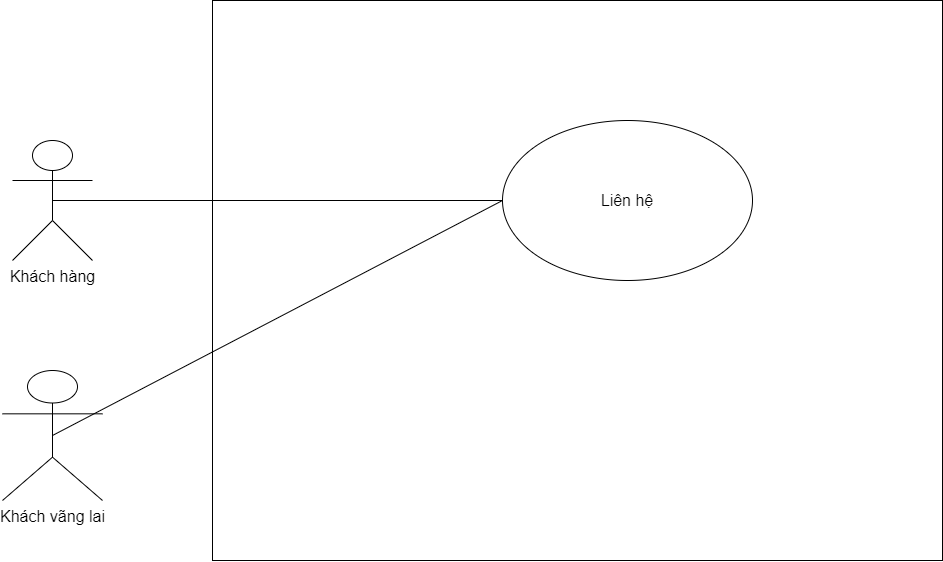 Liên hệ
Khách hàng
Khách vãng lai